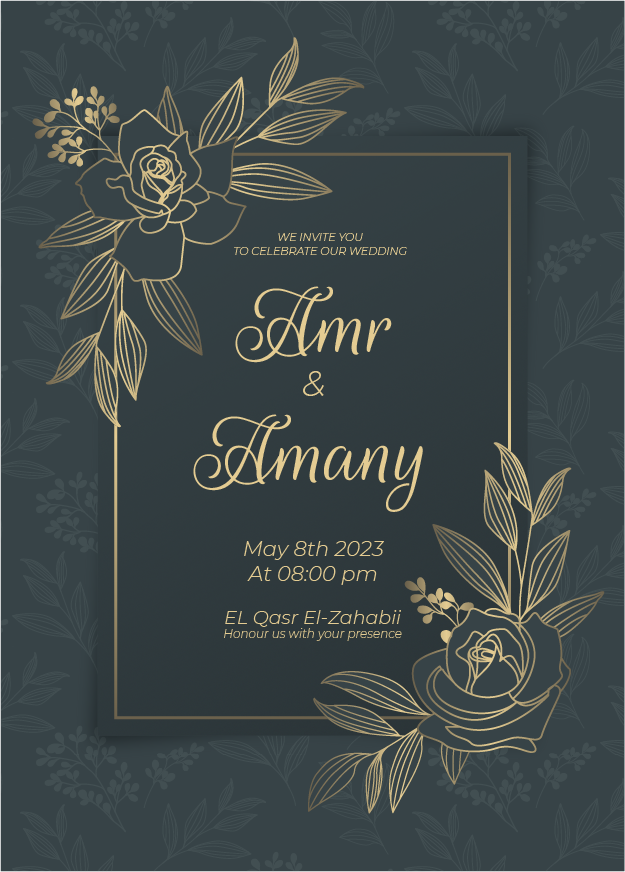 WE INVITE YOU
TO CELEBRATE OUR WEDDING
Amr
&
Amany
May 8th 2023
At 08:00 pm
EL Qasr El-Zahabii
Honour us with your presence